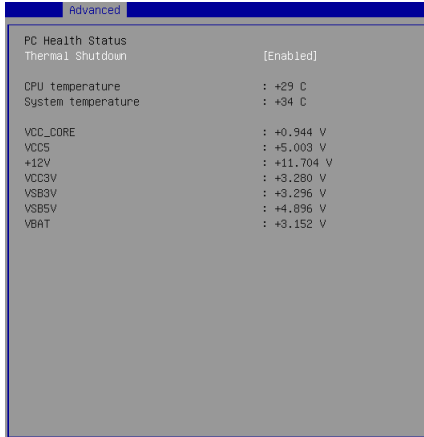 Advanced
PC Health Status
Thermal Shutdown [Enabled]
CPU temperature : +29 C
System temperature : +34 C
VCC_CORE : +0.944 V
VCC5 : +5.003 V
+12V : +11.704 V
VCC3V : +3.280 V
VSB3V : +3.296 V
VSB5V : +4.896 V
VBAT : +3.152 V